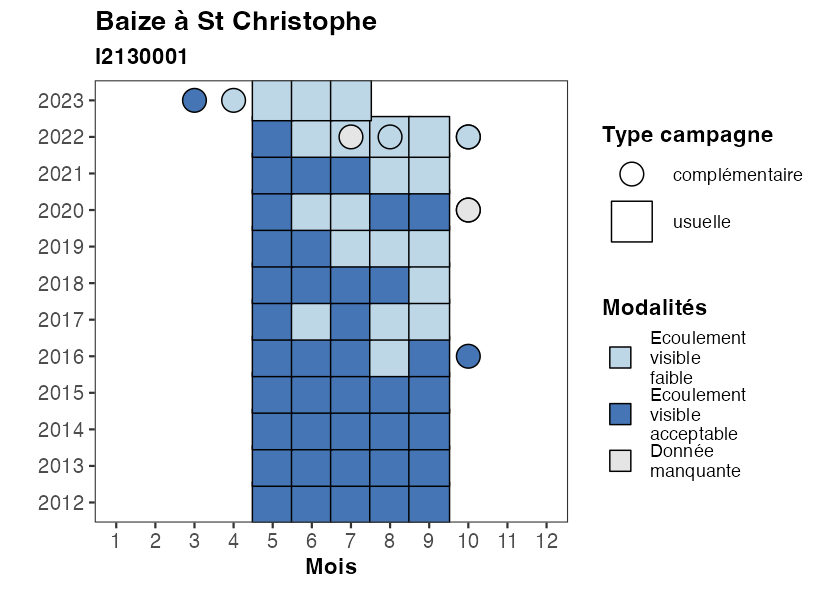 Baize à St Christophe
I2130001
2023
2022
2021
2020
2019
2018
2017
2016
2015
2014
2013
2012
1 2 3 4 5 6 7 8 9 10 11 12
Mois
Type campagne
complémentaire
usuelle
Modalités
Ecoulement
visible
faible
Ecoulement
visible
acceptable
Donnée
manquante